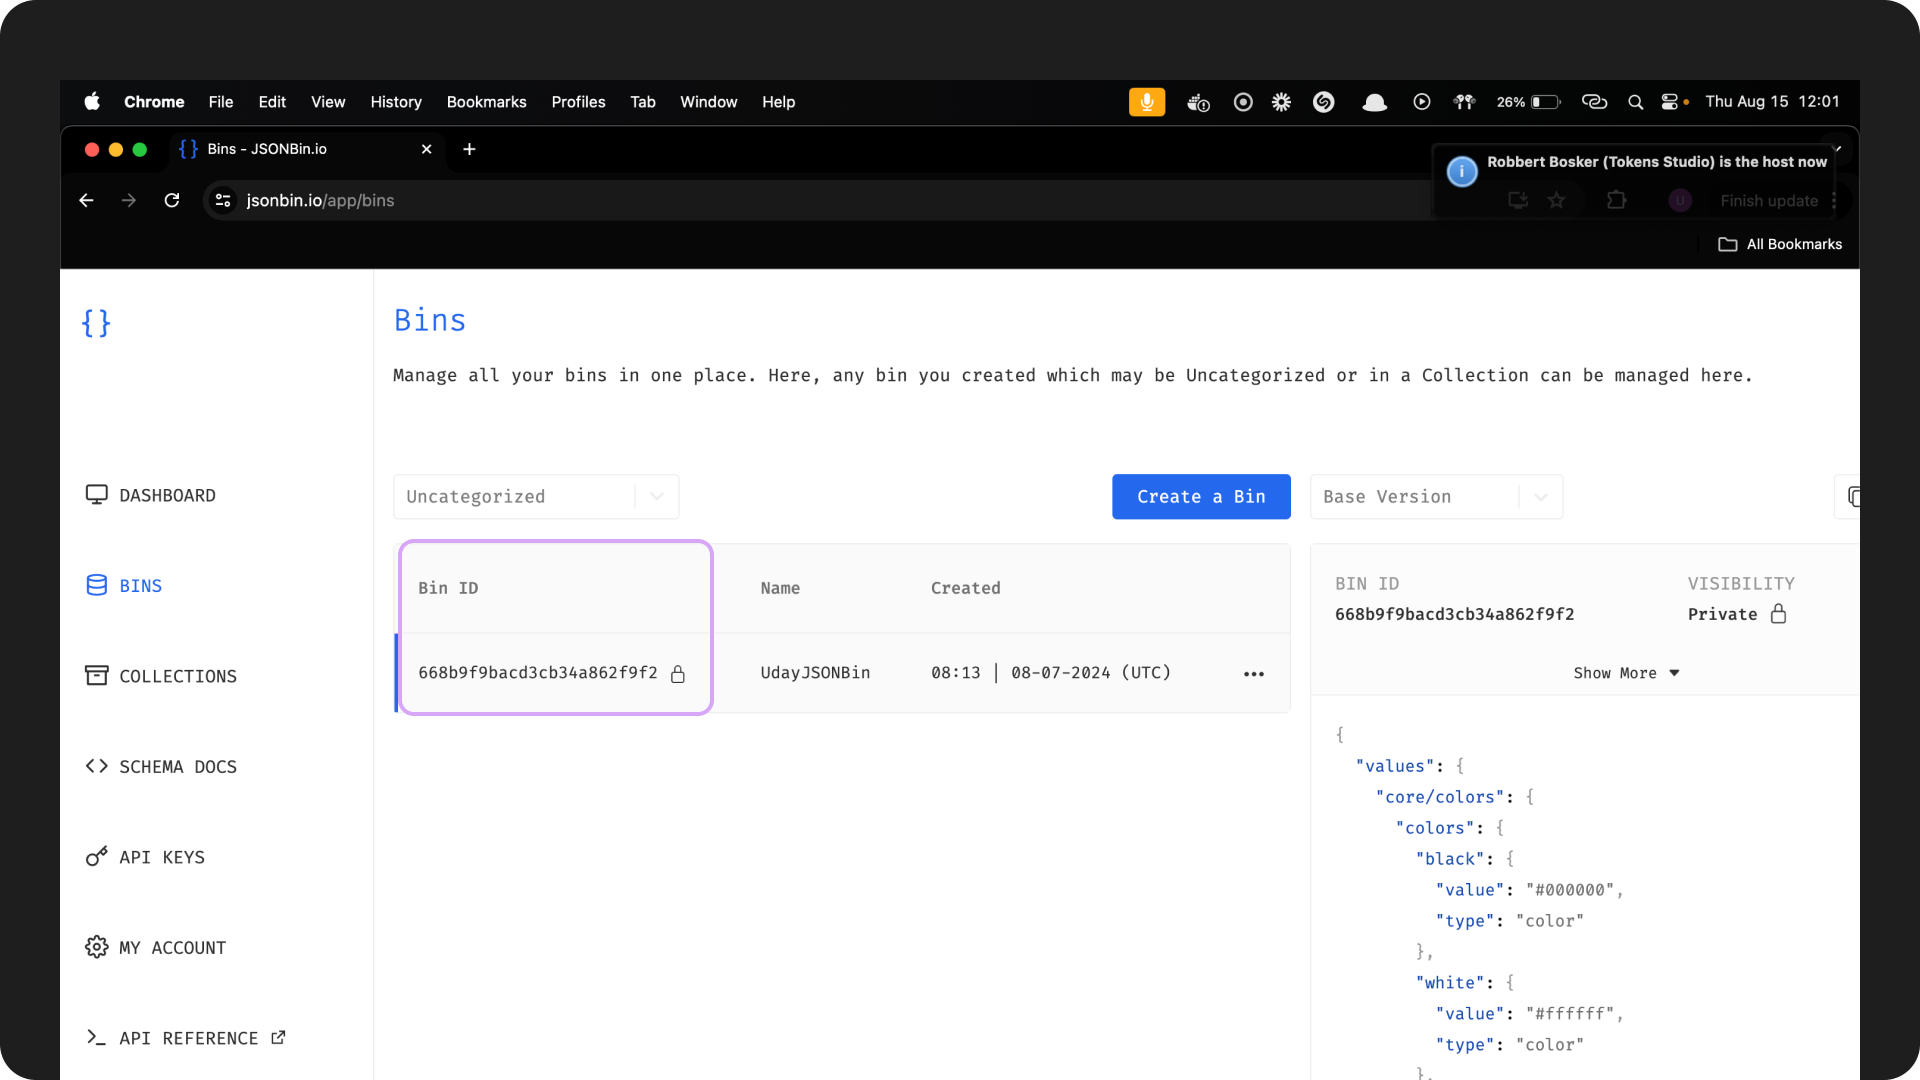 Chrome File Edit View History Bookmarks Profiles Tab Window Help 26% Thu Aug 15 12:01
{} Bins - JSONBin.io
Robbert Bosker (Tokens Studio) is the host now
jsonbin.io/app/bins
U Finish update
All Bookmarks
{}
Bins
Manage all your bins in one place. Here, any bin you created which may be Uncategorized or in a Collection can be managed here.
DASHBOARD
BINS
COLLECTIONS
SCHEMA DOCS
API KEYS
MY ACCOUNT
API REFERENCE
Uncategorized
Create a Bin
Base Version
Bin ID Name Created
668b9f9bacd3cb34a862f9f2 UdayJSONBin 08:13 | 08-07-2024 (UTC)
BIN ID VISIBILITY
668b9f9bacd3cb34a862f9f2 Private
Show More
{
"values": {
"core/colors": {
"colors": {
"black": {
"value": "#000000",
"type": "color"
},
"white": {
"value": "#ffffff",
"type": "color"
},